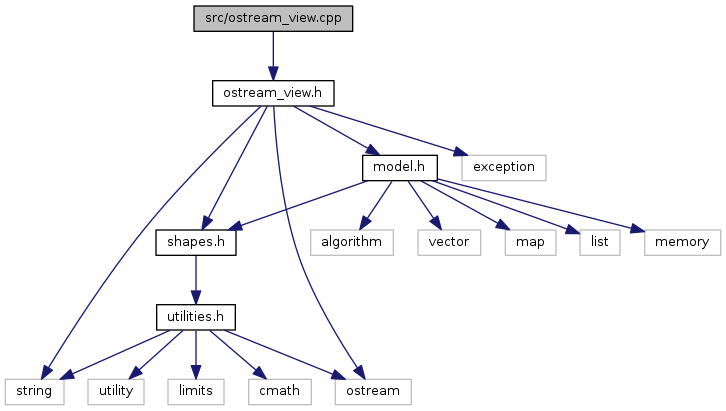 src/ostream_view.cpp
ostream_view.h
model.h
exception
shapes.h
algorithm
vector
map
list
memory
utilities.h
string
utility
limits
cmath
ostream